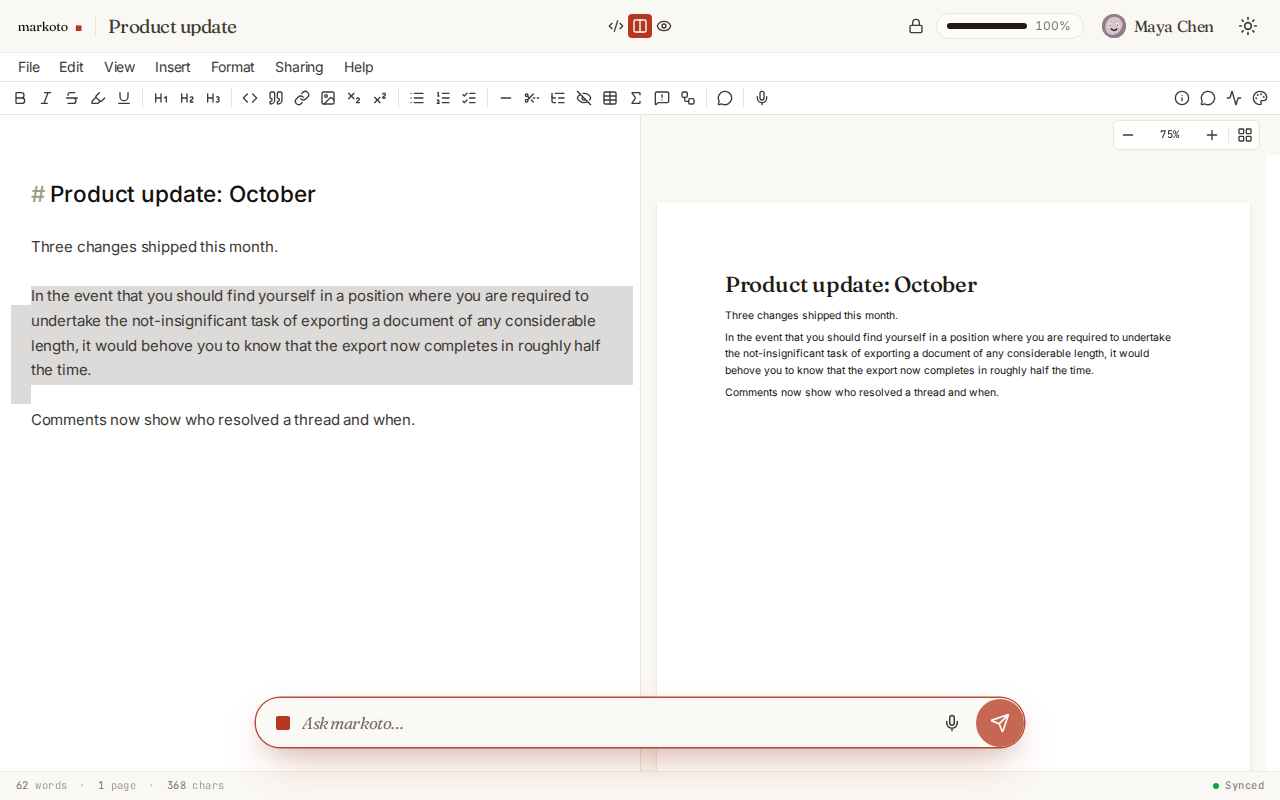 markoto
Product update
100%
Maya Chen
File Edit View Insert Format Sharing Help
H1 H2 H3
75%
# Product update: October
Three changes shipped this month.
In the event that you should find yourself in a position where you are required to
undertake the not-insignificant task of exporting a document of any considerable
length, it would behove you to know that the export now completes in roughly half
the time.
Comments now show who resolved a thread and when.
Product update: October
Three changes shipped this month.
In the event that you should find yourself in a position where you are required to undertake
the not-insignificant task of exporting a document of any considerable length, it would
behove you to know that the export now completes in roughly half the time.
Comments now show who resolved a thread and when.
Ask markoto...
62 words · 1 page · 368 chars
Synced